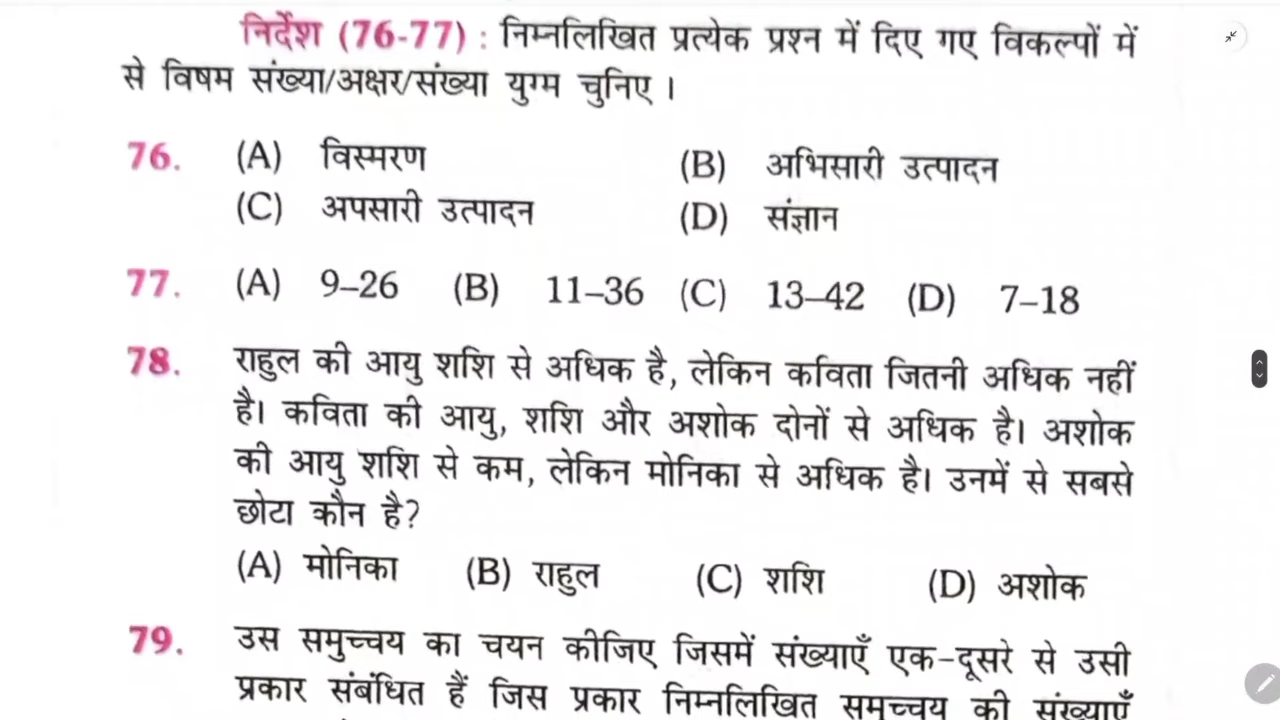 निर्देश (76-77) : निम्नलिखित प्रत्येक प्रश्न में दिए गए विकल्पों में
से विषम संख्या/अक्षर/संख्या युग्म चुनिए ।
76. (A) विस्मरण (B) अभिसारी उत्पादन
(C) अपसारी उत्पादन (D) संज्ञान
77. (A) 9–26 (B) 11–36 (C) 13–42 (D) 7–18
78. राहुल की आयु शशि से अधिक है, लेकिन कविता जितनी अधिक नहीं
है। कविता की आयु, शशि और अशोक दोनों से अधिक है। अशोक
की आयु शशि से कम, लेकिन मोनिका से अधिक है। उनमें से सबसे
छोटा कौन है?
(A) मोनिका (B) राहुल (C) शशि (D) अशोक
79. उस समुच्चय का चयन कीजिए जिसमें संख्याएँ एक-दूसरे से उसी
प्रकार संबंधित हैं जिस प्रकार निम्नलिखित समुच्चय की संख्याएँ